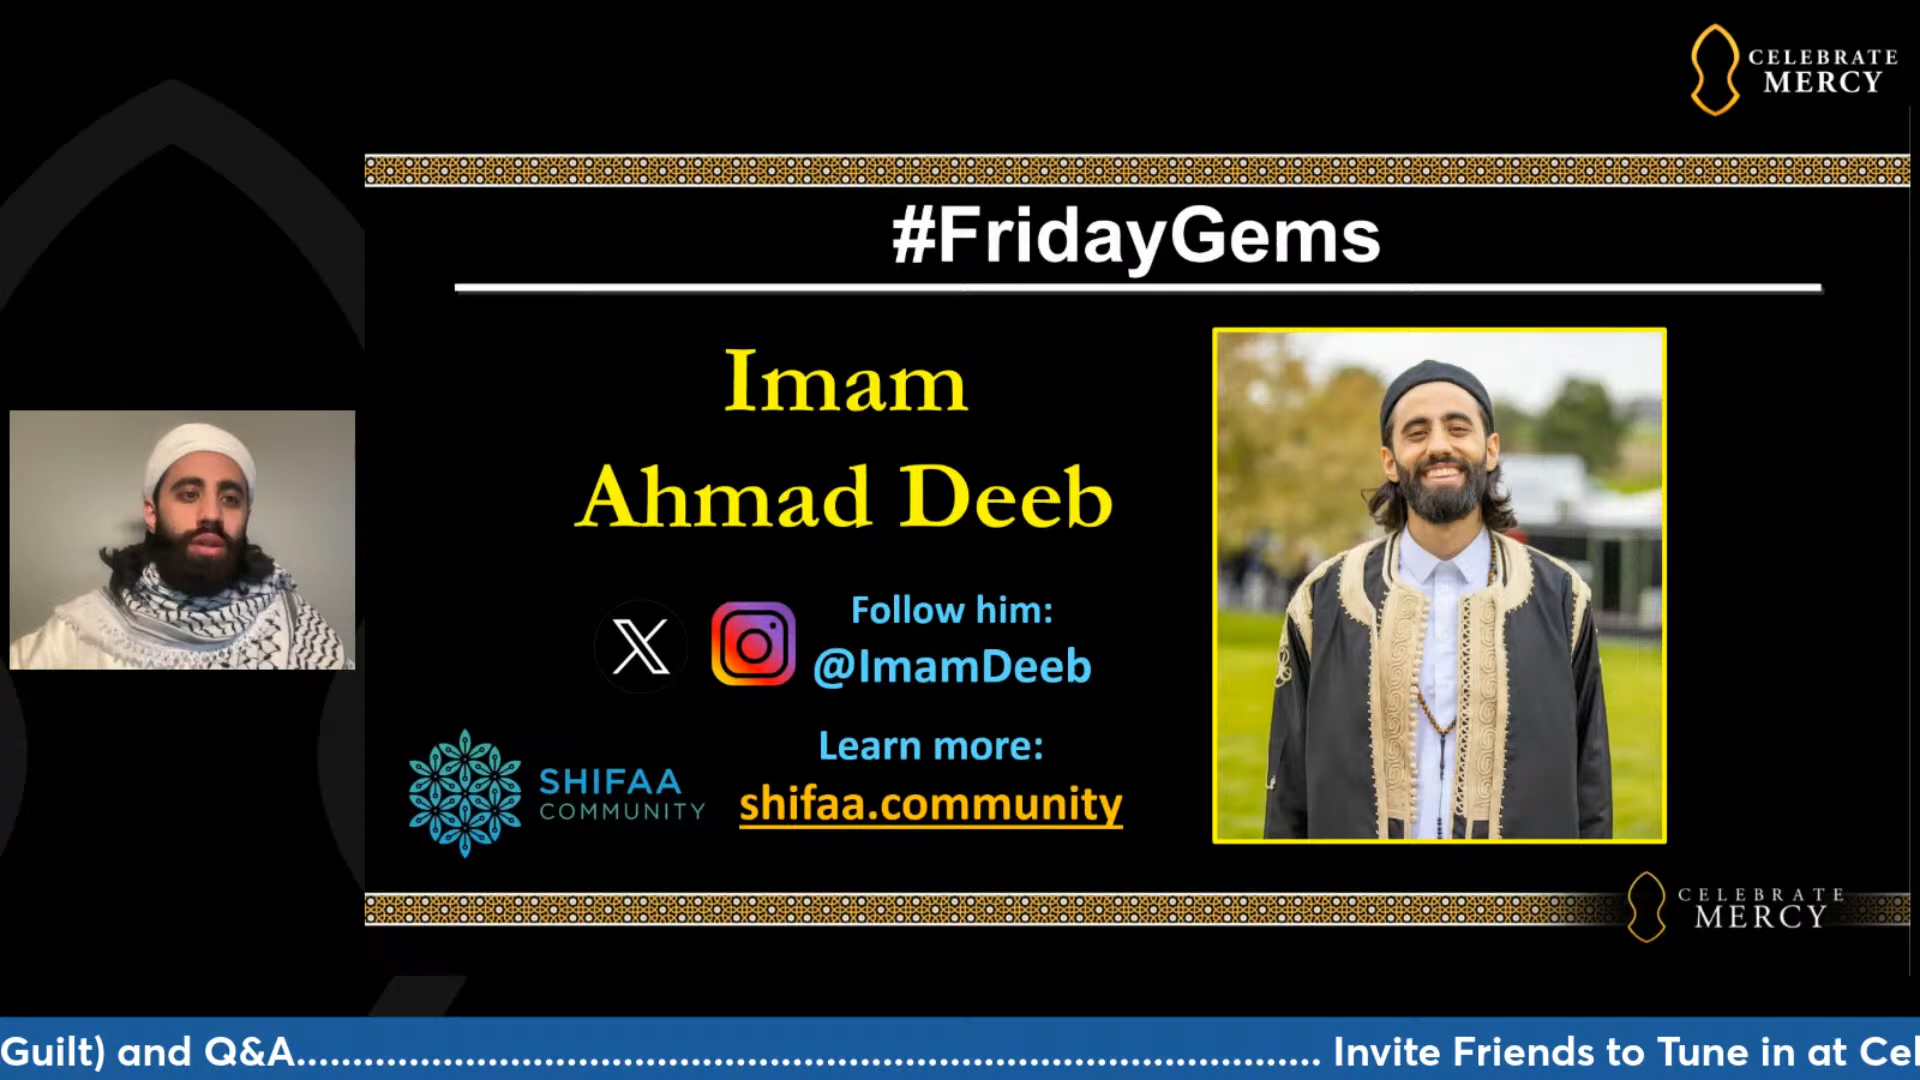 CELEBRATE
MERCY
#FridayGems
Imam
Ahmad Deeb
Follow him:
@ImamDeeb
Learn more:
shifaa.community
SHIFAA
COMMUNITY
CELEBRATE
MERCY
Guilt) and Q&A.......................................................................................... Invite Friends to Tune in at Cel